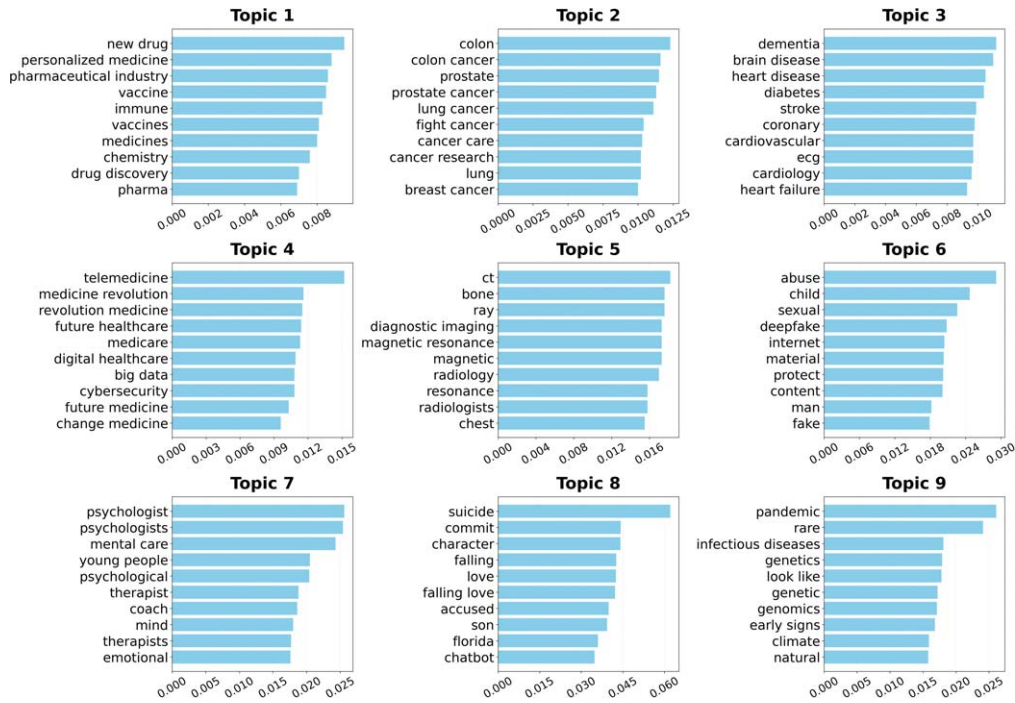 Topic 1
new drug
personalized medicine
pharmaceutical industry
vaccine
immune
vaccines
medicines
chemistry
drug discovery
pharma
0.000 0.002 0.004 0.006 0.008
Topic 2
colon
colon cancer
prostate
prostate cancer
lung cancer
fight cancer
cancer care
cancer research
lung
breast cancer
0.0000 0.0025 0.0050 0.0075 0.0100 0.0125
Topic 3
dementia
brain disease
heart disease
diabetes
stroke
coronary
cardiovascular
ecg
cardiology
heart failure
0.000 0.002 0.004 0.006 0.008 0.010
Topic 4
telemedicine
medicine revolution
revolution medicine
future healthcare
medicare
digital healthcare
big data
cybersecurity
future medicine
change medicine
0.000 0.003 0.006 0.009 0.012 0.015
Topic 5
ct
bone
ray
diagnostic imaging
magnetic resonance
magnetic
radiology
resonance
radiologists
chest
0.000 0.004 0.008 0.012 0.016
Topic 6
abuse
child
sexual
deepfake
internet
material
protect
content
man
fake
0.000 0.006 0.012 0.018 0.024 0.030
Topic 7
psychologist
psychologists
mental care
young people
psychological
therapist
coach
mind
therapists
emotional
0.000 0.005 0.010 0.015 0.020 0.025
Topic 8
suicide
commit
character
falling
love
falling love
accused
son
florida
chatbot
0.000 0.015 0.030 0.045 0.060
Topic 9
pandemic
rare
infectious diseases
genetics
look like
genetic
genomics
early signs
climate
natural
0.000 0.005 0.010 0.015 0.020 0.025